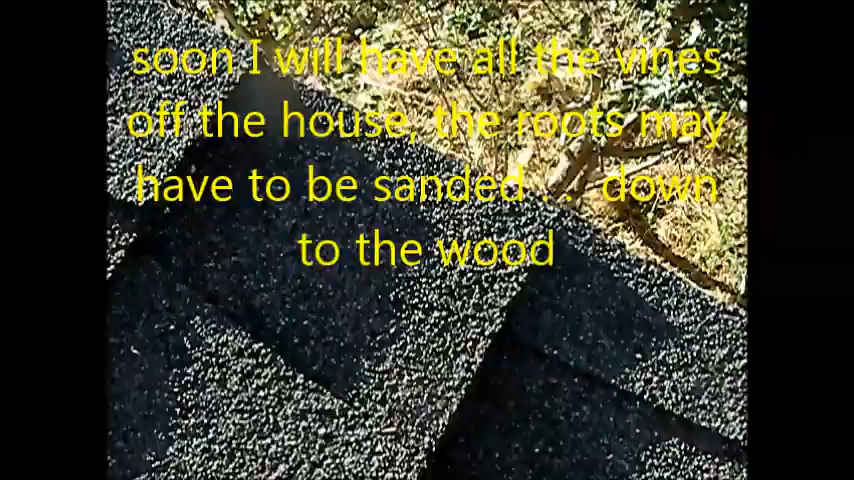 soon I will have all the vines
off the house, the roots may
have to be sanded . .  down
to the wood